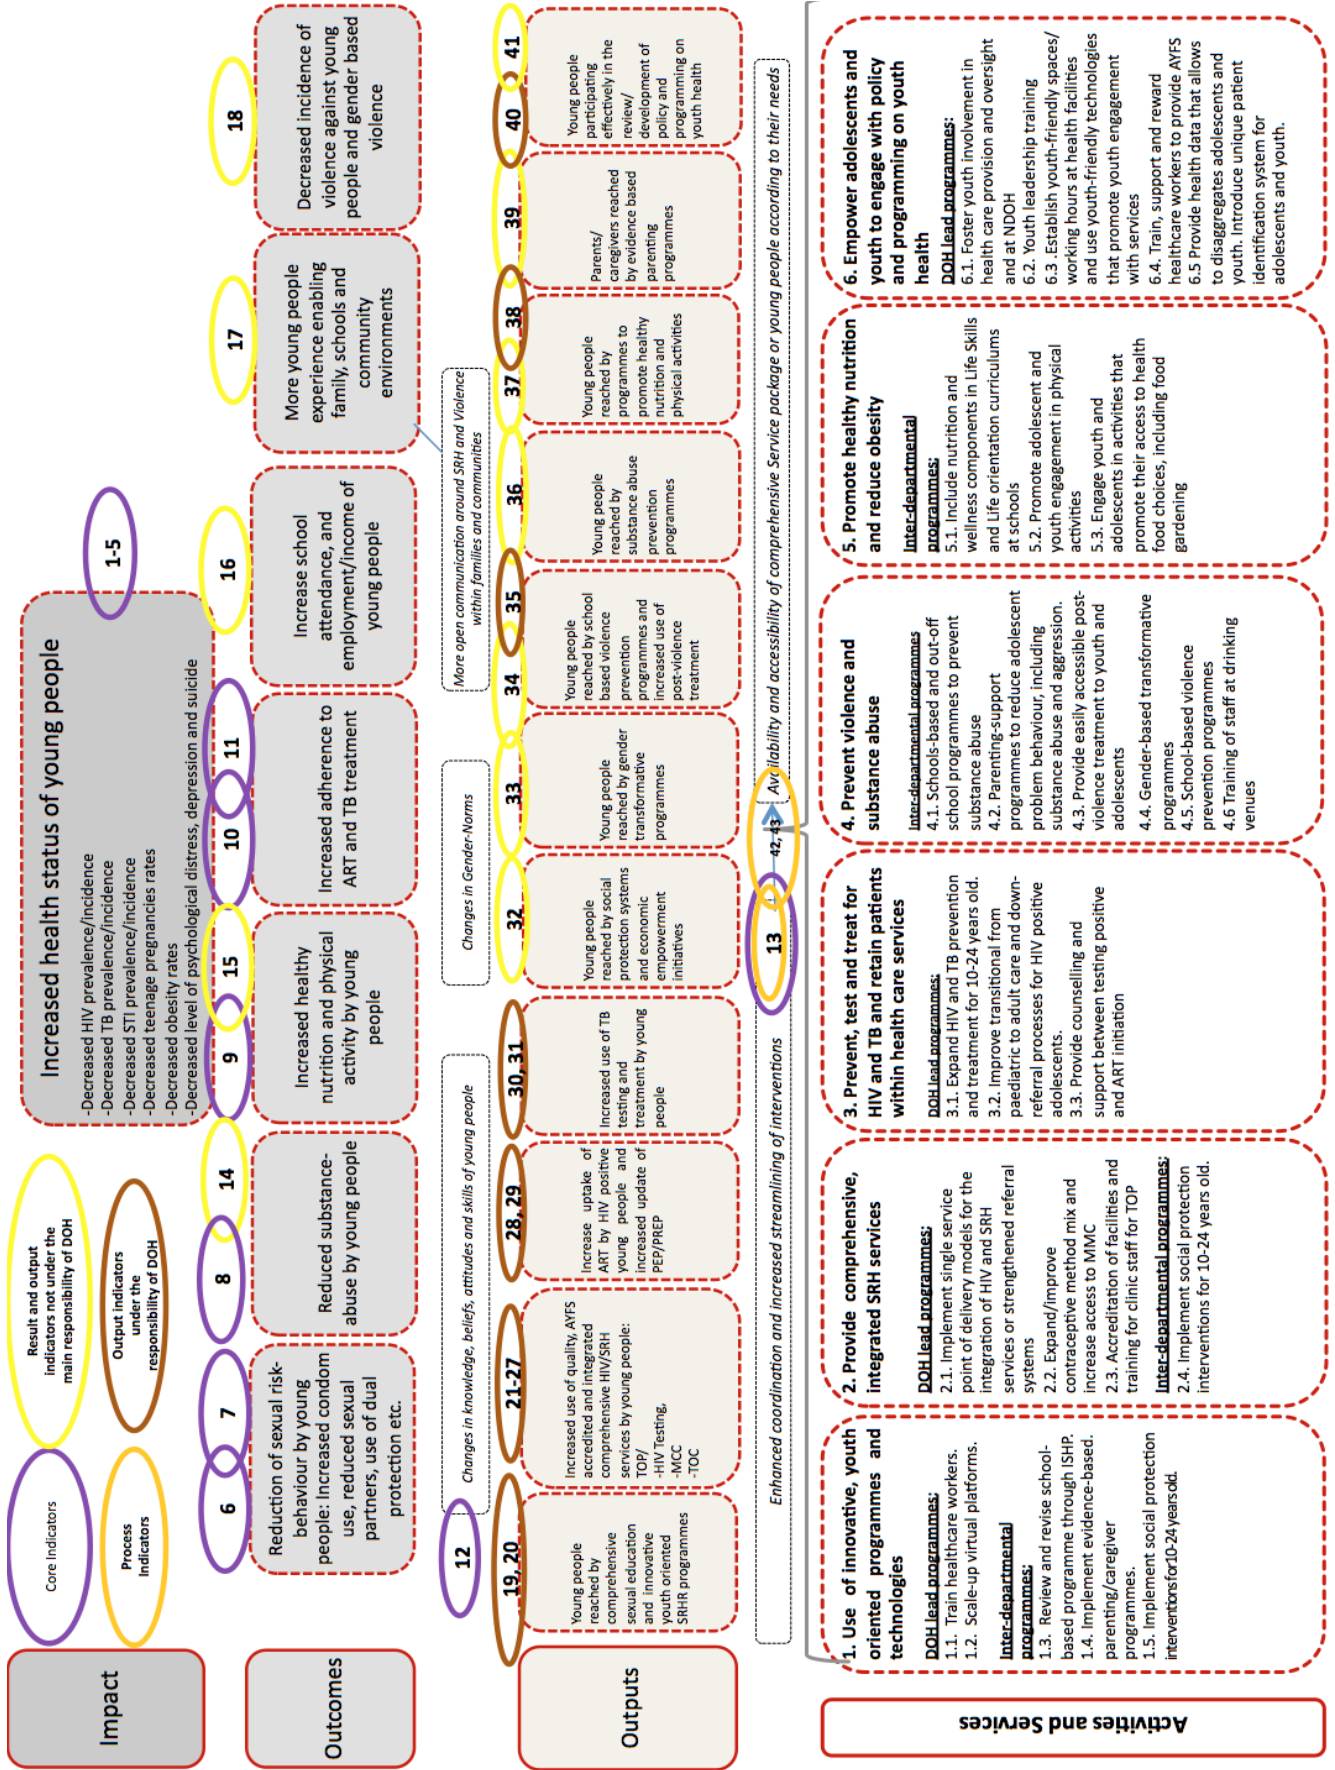 Impact
Core Indicators
Process
Indicators
Result and output
indicators not under the
main responsibility of DOH
Output indicators
under the
responsibility of DOH
Increased health status of young people
-Decreased HIV prevalence/incidence
-Decreased TB prevalence/incidence
-Decreased STI prevalence/incidence
-Decreased teenage pregnancies rates
-Decreased obesity rates
-Decreased level of psychological distress, depression and suicide
1-5
Outcomes
6
7
Reduction of sexual risk-
behaviour by young
people: Increased condom
use, reduced sexual
partners, use of dual
protection etc.
8
14
Reduced substance-
abuse by young people
9
15
Increased healthy
nutrition and physical
activity by young
people
10
11
Increased adherence to
ART and TB treatment
16
Increase school
attendance, and
employment/income of
young people
17
More young people
experience enabling
family, schools and
community
environments
18
Decreased incidence of
violence against young
people and gender based
violence
12
Changes in knowledge, beliefs, attitudes and skills of young people
Changes in Gender-Norms
More open communication around SRH and Violence
within families and communities
Outputs
19, 20
Young people
reached by
comprehensive
sexual education
and innovative
youth oriented
SRHR programmes
21-27
Increased use of quality, AYFS
accredited and integrated
comprehensive HIV/SRH
services by young people:
TOP/
-HIV Testing,
-MCC
-TOC
28, 29
Increase uptake of
ART by HIV positive
young people and
increased update of
PEP/PREP
30, 31
Increased use of TB
testing and
treatment by young
people
32
Young people
reached by social
protection systems
and economic
empowerment
initiatives
33
Young people
reached by gender
transformative
programmes
34
35
Young people
reached by school
based violence
prevention
programmes and
increased use of
post-violence
treatment
36
Young people
reached by
substance abuse
prevention
programmes
37
38
Young people
reached by
programmes to
promote healthy
nutrition and
physical activities
39
Parents/
caregivers reached
by evidence based
parenting
programmes
40
41
Young people
participating
effectively in the
review/
development of
policy and
programming on
youth health
Enhanced coordination and increased streamlining of interventions
13
42, 43
Availability and accessibility of comprehensive Service package or young people according to their needs
Activities and Services
1. Use of innovative, youth
oriented programmes and
technologies
DOH lead programmes:
1.1. Train healthcare workers.
1.2. Scale-up virtual platforms.
Inter-departmental
programmes:
1.3. Review and revise school-
based programme through ISHP.
1.4. Implement evidence-based.
parenting/caregiver
programmes.
1.5. Implement social protection
interventions for 10-24 years old.
2. Provide comprehensive,
integrated SRH services
DOH lead programmes:
2.1. Implement single service
point of delivery models for the
integration of HIV and SRH
services or strengthened referral
systems
2.2. Expand/improve
contraceptive method mix and
increase access to MMC
2.3. Accreditation of facilities and
training for clinic staff for TOP
Inter-departmental programmes:
2.4. Implement social protection
interventions for 10-24 years old.
3. Prevent, test and treat for
HIV and TB and retain patients
within health care services
DOH lead programmes:
3.1. Expand HIV and TB prevention
and treatment for 10-24 years old.
3.2. Improve transitional from
paediatric to adult care and down-
referral processes for HIV positive
adolescents.
3.3. Provide counselling and
support between testing positive
and ART initiation
4. Prevent violence and
substance abuse
Inter-departmental programmes
4.1. Schools-based and out-off
school programmes to prevent
substance abuse
4.2. Parenting-support
programmes to reduce adolescent
problem behaviour, including
substance abuse and aggression.
4.3. Provide easily accessible post-
violence treatment to youth and
adolescents
4.4. Gender-based transformative
programmes
4.5. School-based violence
prevention programmes
4.6 Training of staff at drinking
venues
5. Promote healthy nutrition
and reduce obesity
Inter-departmental
programmes:
5.1. Include nutrition and
wellness components in Life Skills
and Life orientation curriculums
at schools
5.2. Promote adolescent and
youth engagement in physical
activities
5.3. Engage youth and
adolescents in activities that
promote their access to health
food choices, including food
gardening
6. Empower adolescents and
youth to engage with policy
and programming on youth
health
DOH lead programmes:
6.1. Foster youth involvement in
health care provision and oversight
and at NDOH
6.2. Youth leadership training
6.3 . Establish youth-friendly spaces/
working hours at health facilities
and use youth-friendly technologies
that promote youth engagement
with services
6.4. Train, support and reward
healthcare workers to provide AYFS
6.5 Provide health data that allows
to disaggregates adolescents and
youth. Introduce unique patient
identification system for
adolescents and youth.